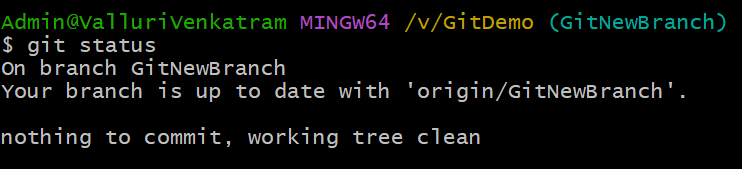 Admin@ValluriVenkatram MINGW64 /v/GitDemo (GitNewBranch)
$ git status
On branch GitNewBranch
Your branch is up to date with 'origin/GitNewBranch'.
nothing to commit, working tree clean